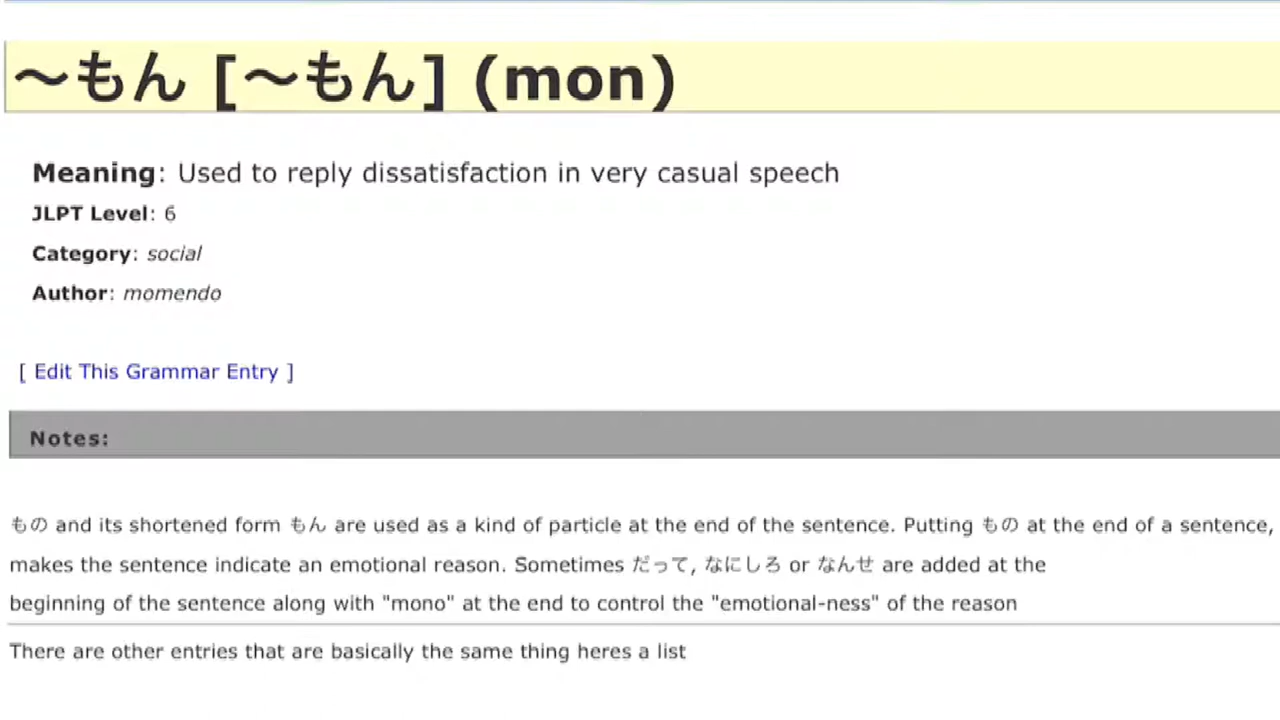 ～もん [～もん] (mon)
Meaning: Used to reply dissatisfaction in very casual speech
JLPT Level: 6
Category: social
Author: momendo
[ Edit This Grammar Entry ]
Notes:
もの and its shortened form もん are used as a kind of particle at the end of the sentence. Putting もの at the end of a sentence,
makes the sentence indicate an emotional reason. Sometimes だって, なにしろ or なんせ are added at the
beginning of the sentence along with "mono" at the end to control the "emotional-ness" of the reason
There are other entries that are basically the same thing heres a list